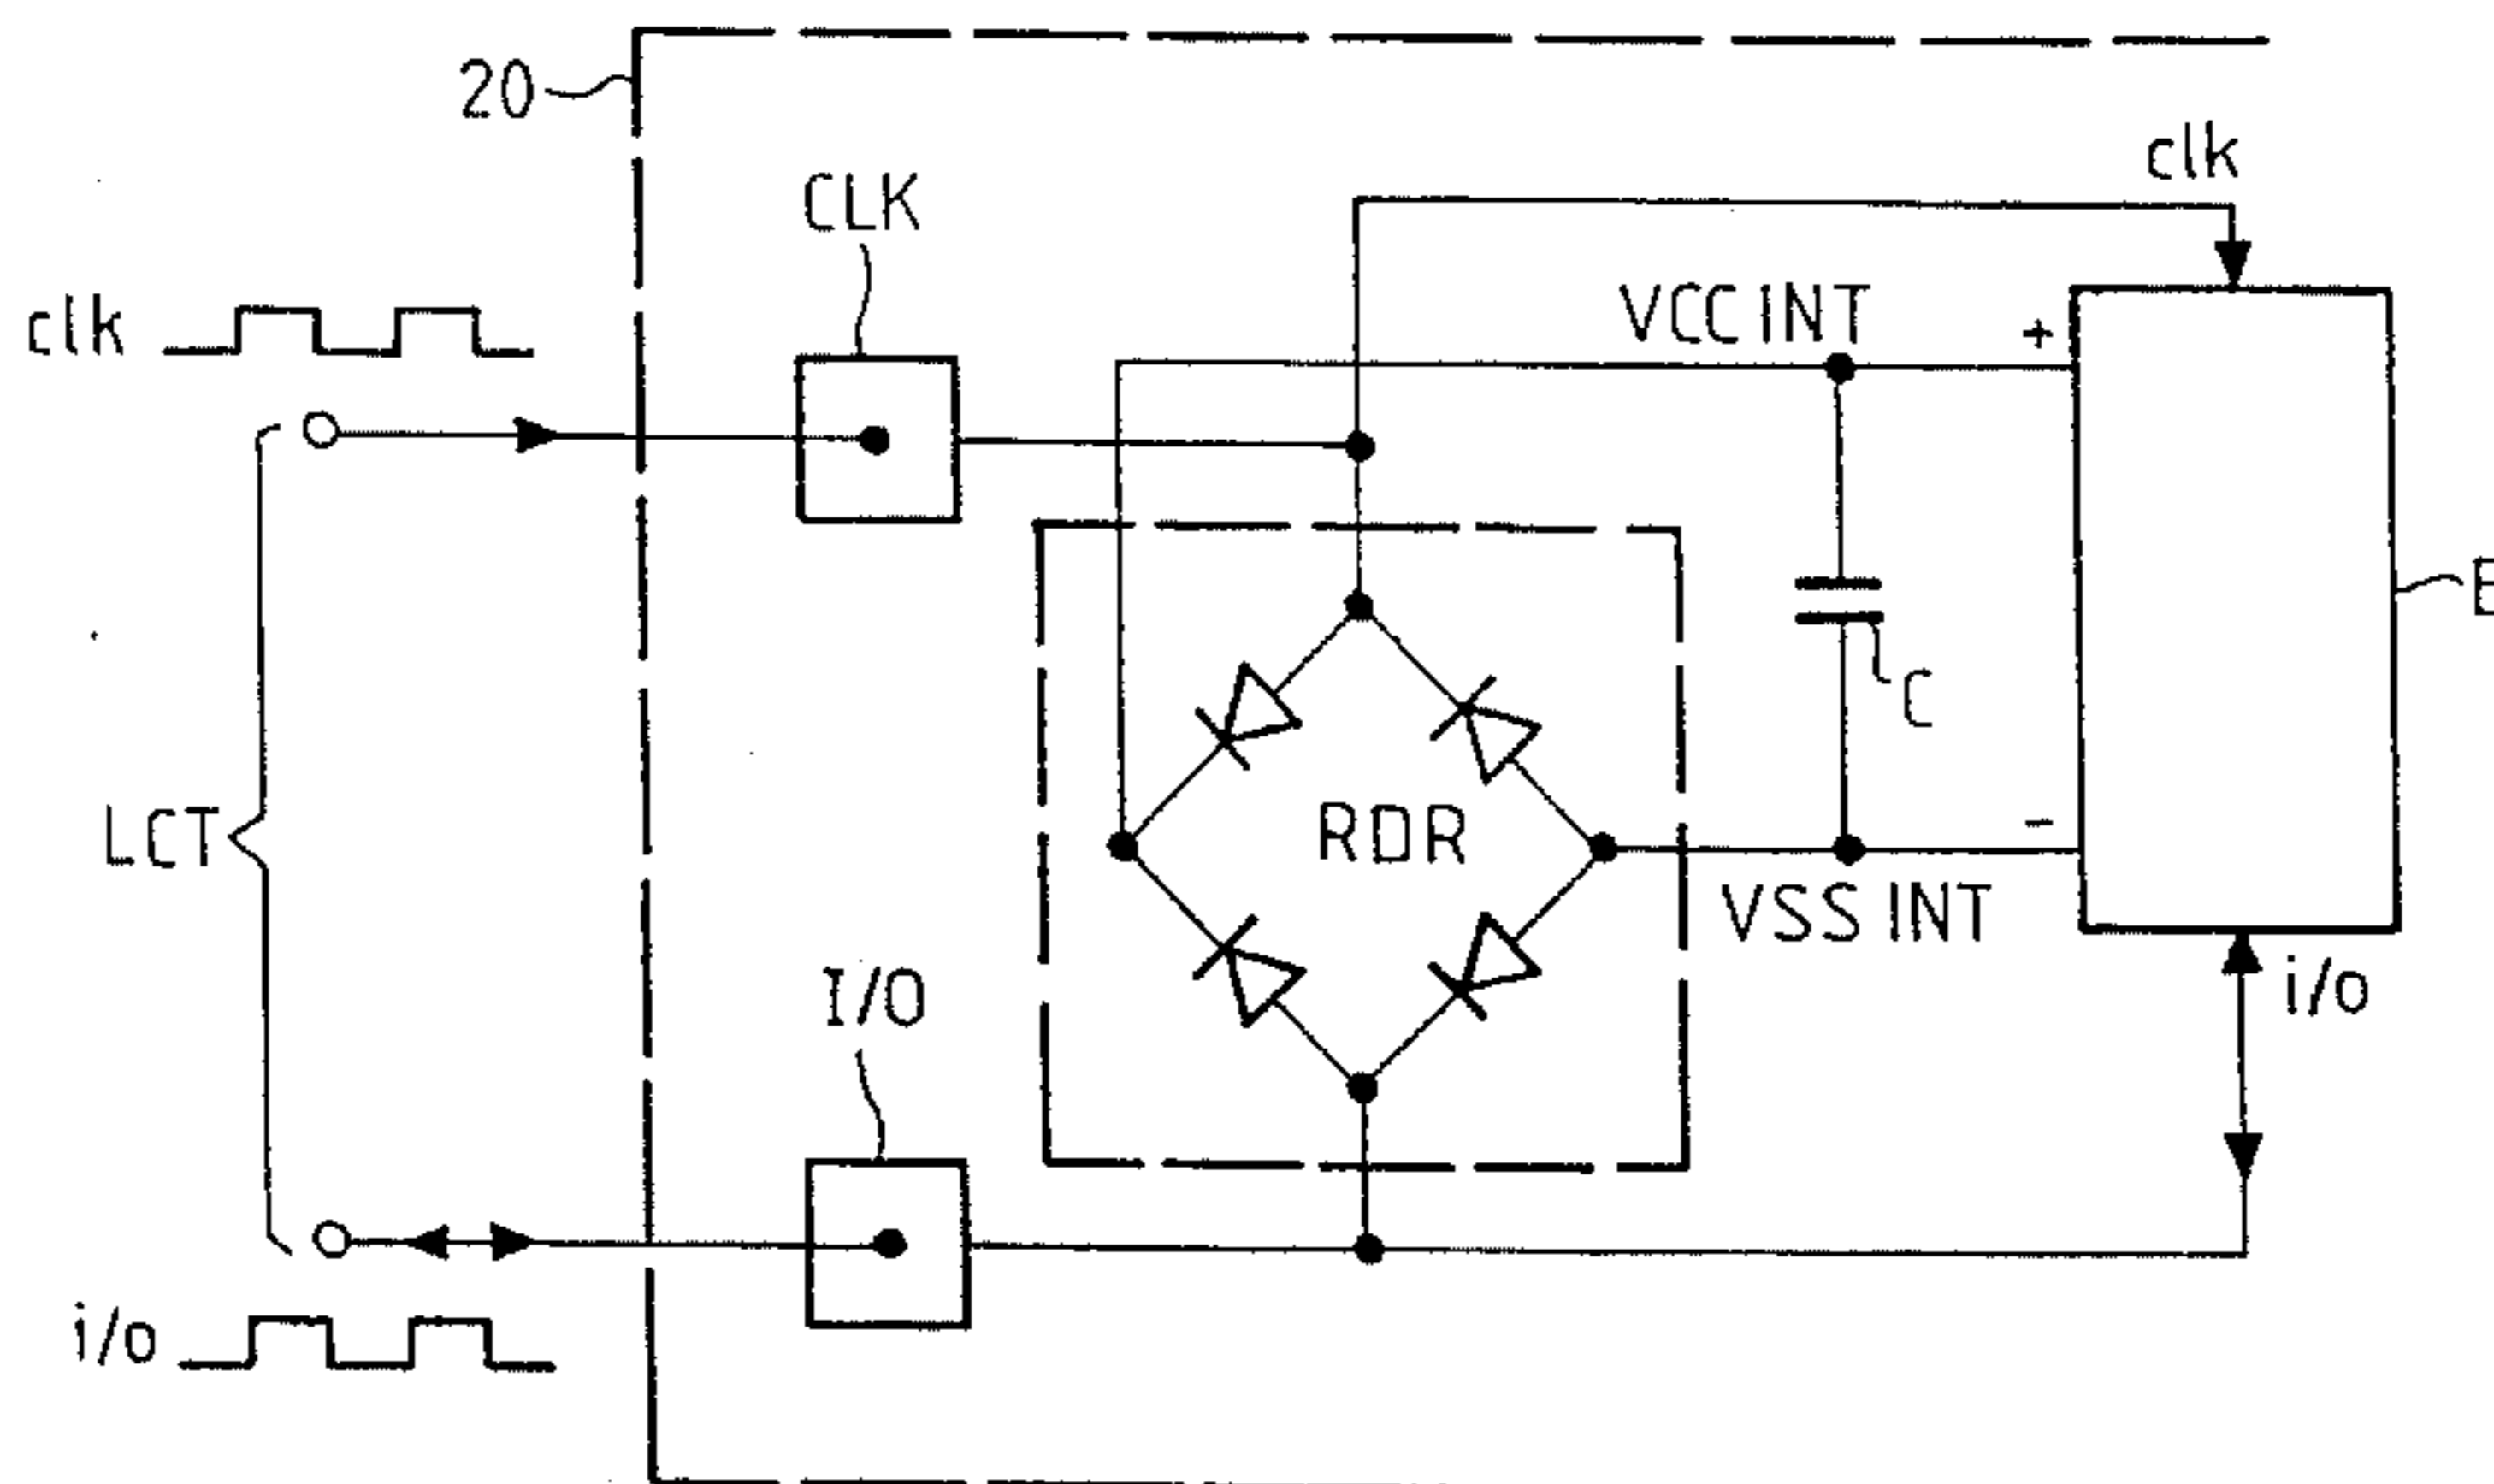 20
clk
CLK
clk
VCC INT
+
C
LCT
RDR
-
VSS INT
I/O
i/o
i/o